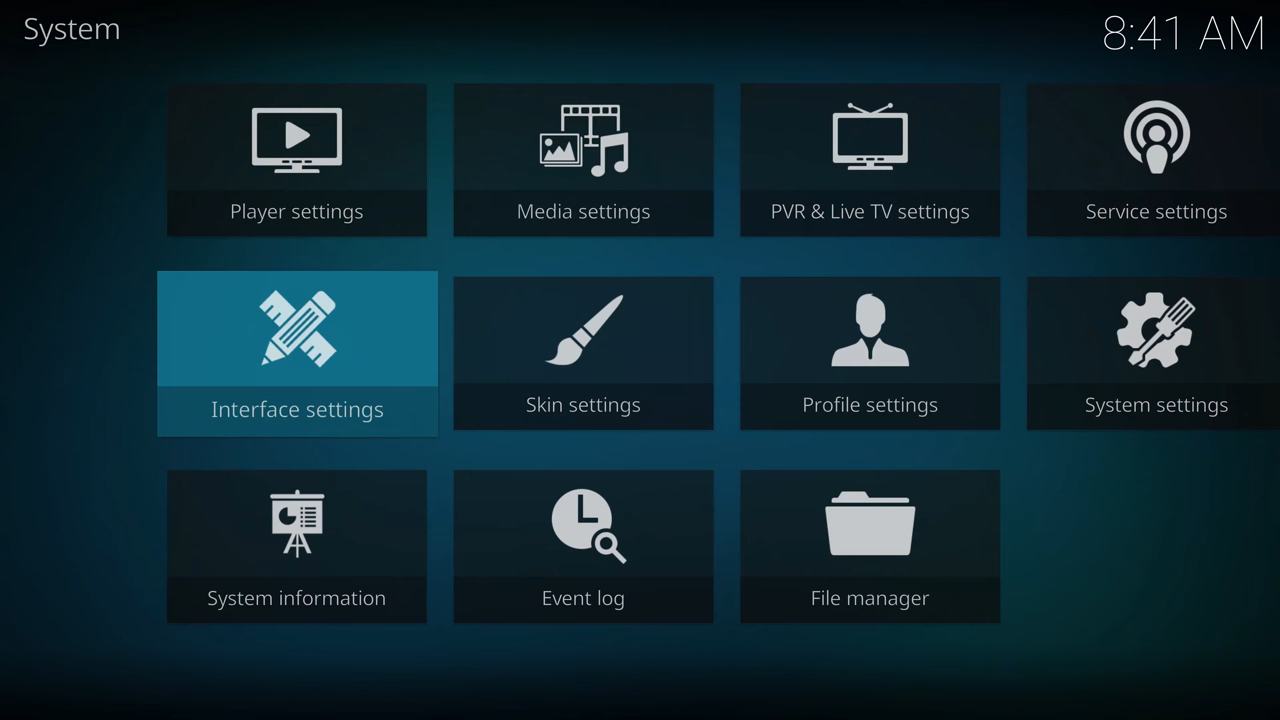 System
8:41 AM
Player settings
Media settings
PVR & Live TV settings
Service settings
Interface settings
Skin settings
Profile settings
System settings
System information
Event log
File manager